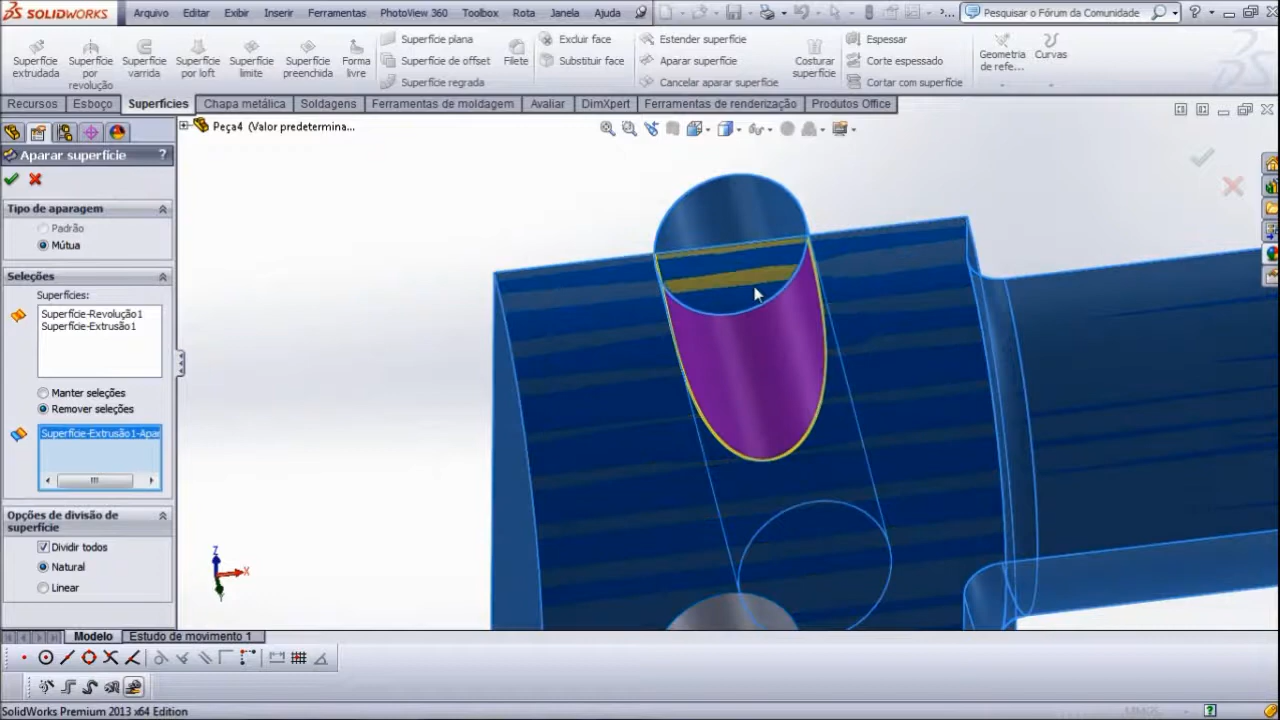 SOLIDWORKS Arquivo Editar Exibir Inserir Ferramentas PhotoView 360 Toolbox Rota Janela Ajuda Pesquisar o Fórum da Comunidade
Superfície extrudada
Superfície por revolução
Superfície varrida
Superfície por loft
Superfície limite
Superfície preenchida
Forma livre
Superfície plana
Superfície de offset
Superfície regrada
Filete
Excluir face
Substituir face
Estender superfície
Aparar superfície
Cancelar aparar superfície
Costurar superfície
Espessar
Corte espessado
Cortar com superfície
Geometria de refe...
Curvas
Recursos Esboço Superfícies Chapa metálica Soldagens Ferramentas de moldagem Avaliar DimXpert Ferramentas de renderização Produtos Office
Peça4 (Valor predetermina...
Aparar superfície ?
Tipo de aparagem
Padrão
Mútua
Seleções
Superfícies:
Superfície-Revolução1
Superfície-Extrusão1
Manter seleções
Remover seleções
Superfície-Extrusão1-Apar
Opções de divisão de
superfície
Dividir todos
Natural
Linear
Z
X
Y
Modelo Estudo de movimento 1
SolidWorks Premium 2013 x64 Edition